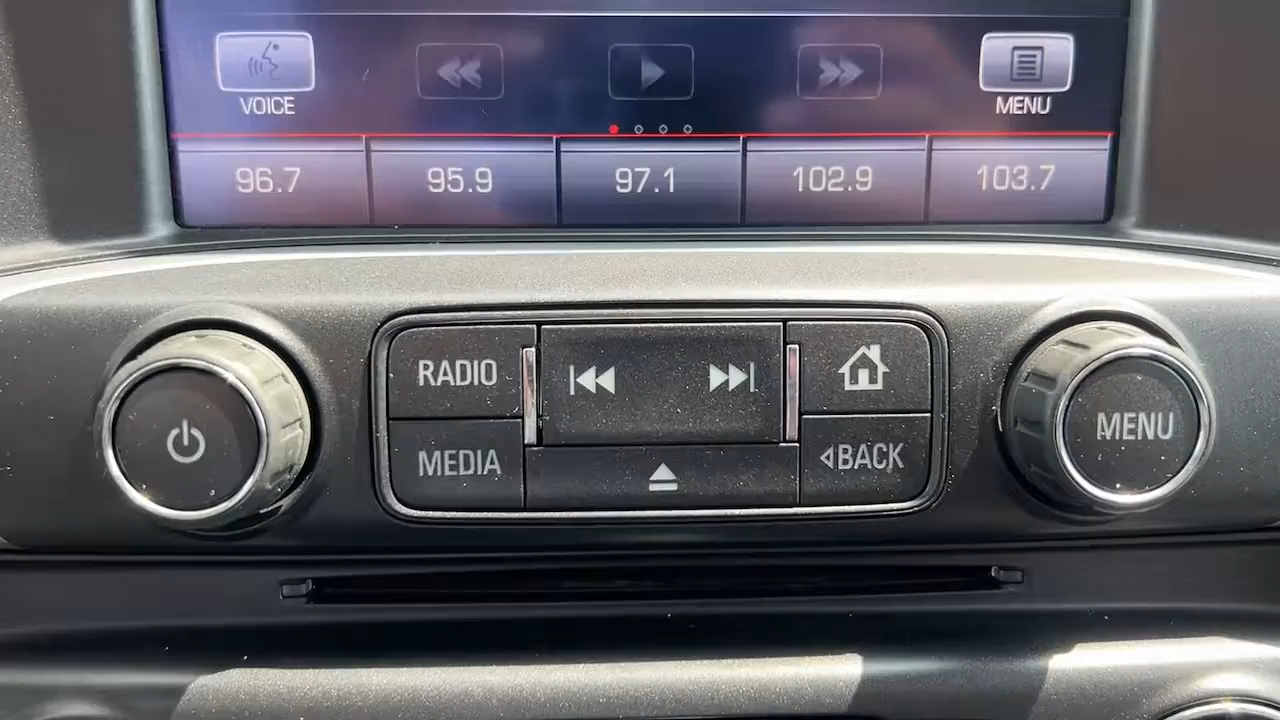 VOICE
MENU
96.7
95.9
97.1
102.9
103.7
RADIO
MEDIA
BACK
MENU